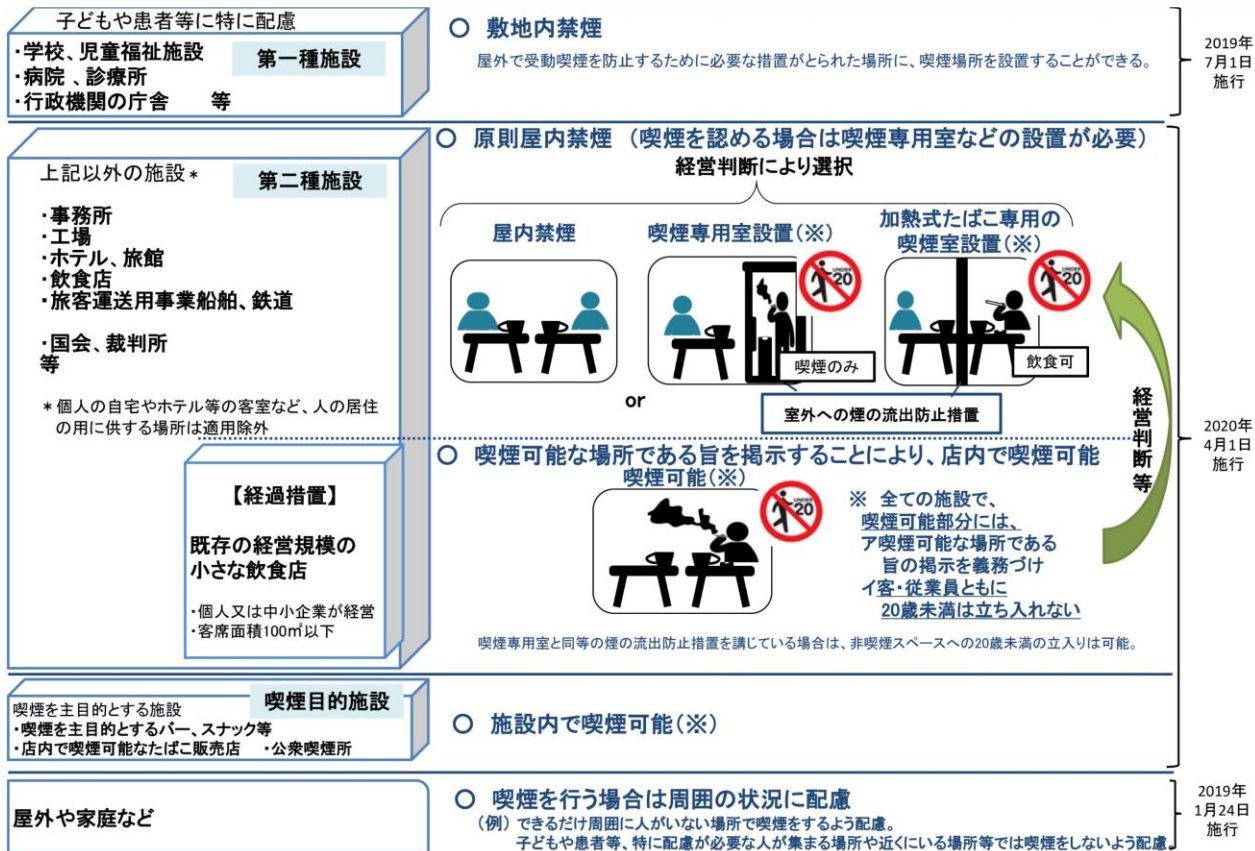 子どもや患者等に特に配慮
・学校、児童福祉施設
・病院 、診療所
・行政機関の庁舎　　等
第一種施設
○ 敷地内禁煙
屋外で受動喫煙を防止するために必要な措置がとられた場所に、喫煙場所を設置することができる。
2019年
7月1日
施行
上記以外の施設*
第二種施設
・事務所
・工場
・ホテル、旅館
・飲食店
・旅客運送用事業船舶、鉄道
・国会、裁判所
等
* 個人の自宅やホテル等の客室など、人の居住
の用に供する場所は適用除外
○ 原則屋内禁煙 (喫煙を認める場合は喫煙専用室などの設置が必要)
経営判断により選択
屋内禁煙
喫煙専用室設置(※)
UNDER
20
喫煙のみ
加熱式たばこ専用の
喫煙室設置(※)
UNDER
20
飲食可
or
室外への煙の流出防止措置
【経過措置】
既存の経営規模の
小さな飲食店
・個人又は中小企業が経営
・客席面積100㎡以下
○ 喫煙可能な場所である旨を掲示することにより、店内で喫煙可能
喫煙可能(※)
UNDER
20
※ 全ての施設で、
喫煙可能部分には、
ア喫煙可能な場所である
旨の掲示を義務づけ
イ客・従業員ともに
20歳未満は立ち入れない
喫煙専用室と同等の煙の流出防止措置を講じている場合は、非喫煙スペースへの20歳未満の立入りは可能。
経営判断等
2020年
4月1日
施行
喫煙目的施設
喫煙を主目的とする施設
・喫煙を主目的とするバー、スナック等
・店内で喫煙可能なたばこ販売店　・公衆喫煙所
○ 施設内で喫煙可能(※)
屋外や家庭など
○ 喫煙を行う場合は周囲の状況に配慮
(例) できるだけ周囲に人がいない場所で喫煙をするよう配慮。
子どもや患者等、特に配慮が必要な人が集まる場所や近くにいる場所等では喫煙をしないよう配慮。
2019年
1月24日
施行